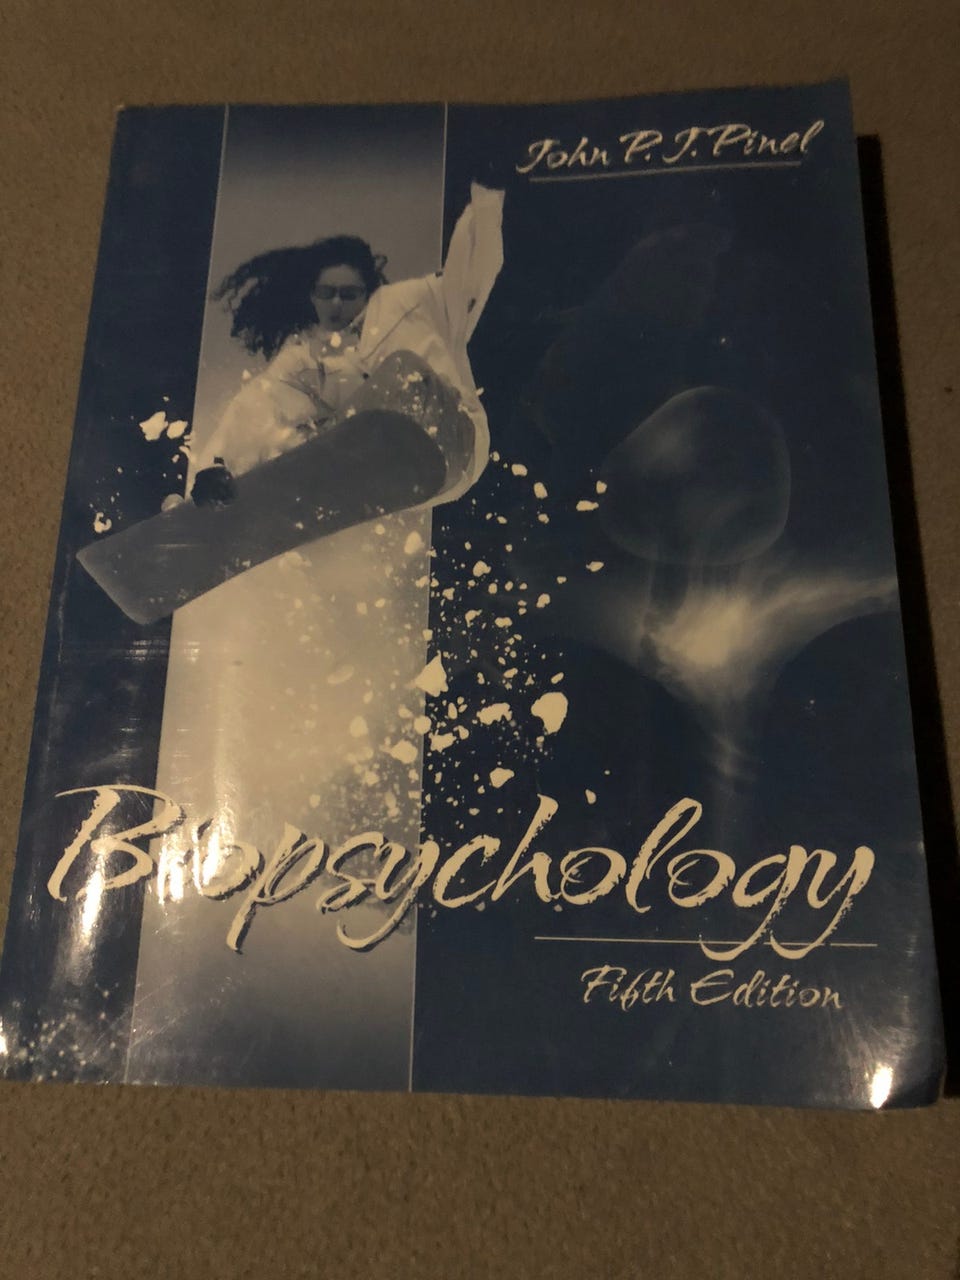 John P. J. Pinel
Biopsychology
Fifth Edition